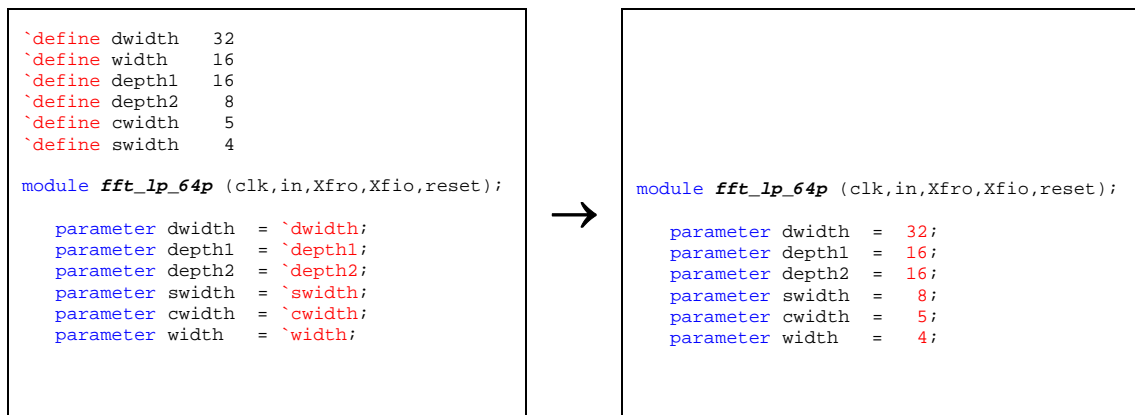 `define dwidth   32
`define width    16
`define depth1   16
`define depth2    8
`define cwidth    5
`define swidth    4
module fft_lp_64p (clk,in,Xfro,Xfio,reset);
parameter dwidth  = `dwidth;
parameter depth1  = `depth1;
parameter depth2  = `depth2;
parameter swidth  = `swidth;
parameter cwidth  = `cwidth;
parameter width   = `width;
module fft_lp_64p (clk,in,Xfro,Xfio,reset);
parameter dwidth  =  32;
parameter depth1  =  16;
parameter depth2  =  16;
parameter swidth  =   8;
parameter cwidth  =   5;
parameter width   =   4;